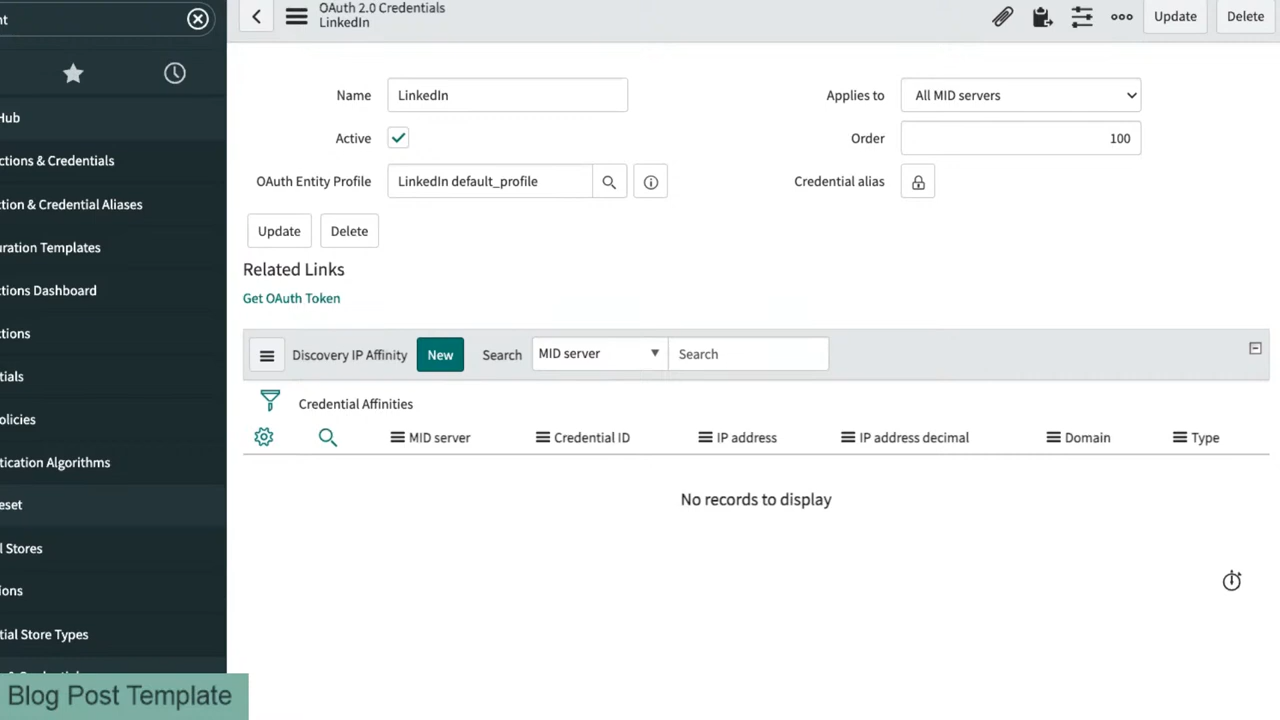 nt
OAuth 2.0 Credentials
LinkedIn
Update
Delete
Hub
ctions & Credentials
ction & Credential Aliases
uration Templates
ctions Dashboard
ctions
tials
olicies
tication Algorithms
eset
l Stores
ions
tial Store Types
Name
LinkedIn
Applies to
All MID servers
Active
Order
100
OAuth Entity Profile
LinkedIn default_profile
Credential alias
Update
Delete
Related Links
Get OAuth Token
Discovery IP Affinity
New
Search
MID server
Search
Credential Affinities
MID server
Credential ID
IP address
IP address decimal
Domain
Type
No records to display
Blog Post Template